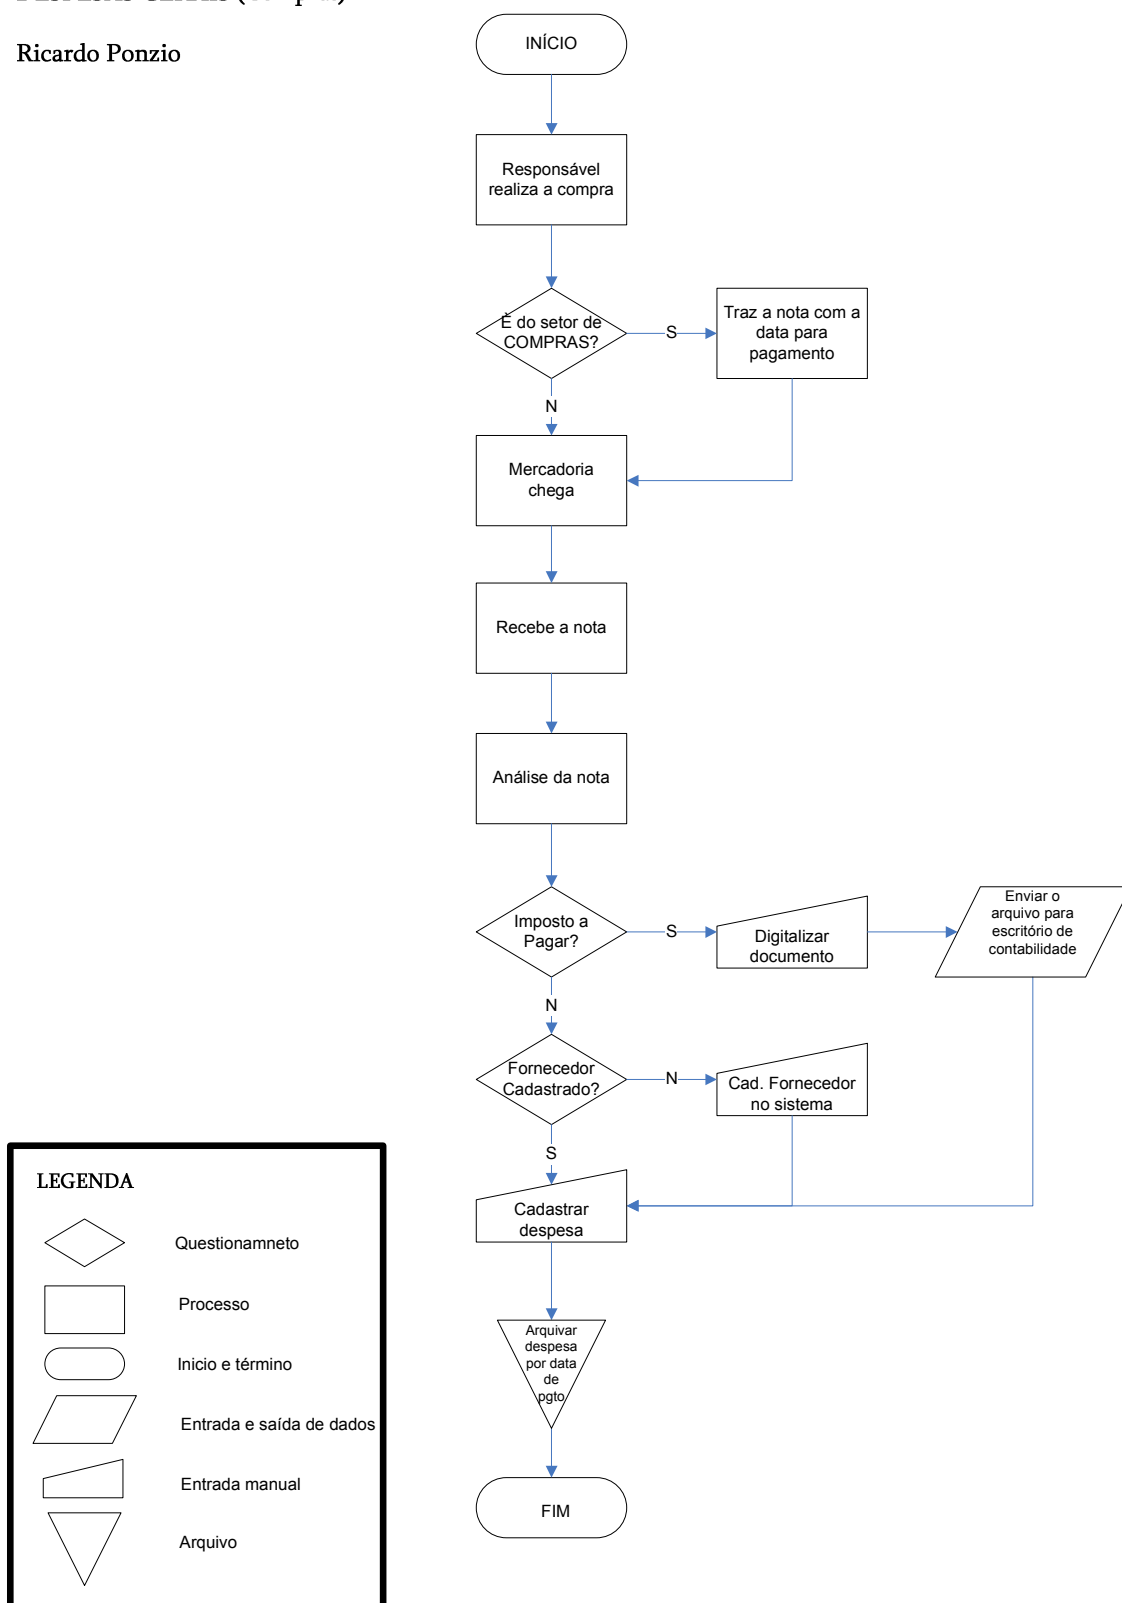 Ricardo Ponzio
INÍCIO
Responsável
realiza a compra
È do setor de
COMPRAS?
S
Traz a nota com a
data para
pagamento
N
Mercadoria
chega
Recebe a nota
Análise da nota
Imposto a
Pagar?
S
Digitalizar
documento
Enviar o
arquivo para
escritório de
contabilidade
N
Fornecedor
Cadastrado?
N
Cad. Fornecedor
no sistema
S
Cadastrar
despesa
Arquivar
despesa
por data
de
pgto
FIM
LEGENDA
Questionamneto
Processo
Inicio e término
Entrada e saída de dados
Entrada manual
Arquivo